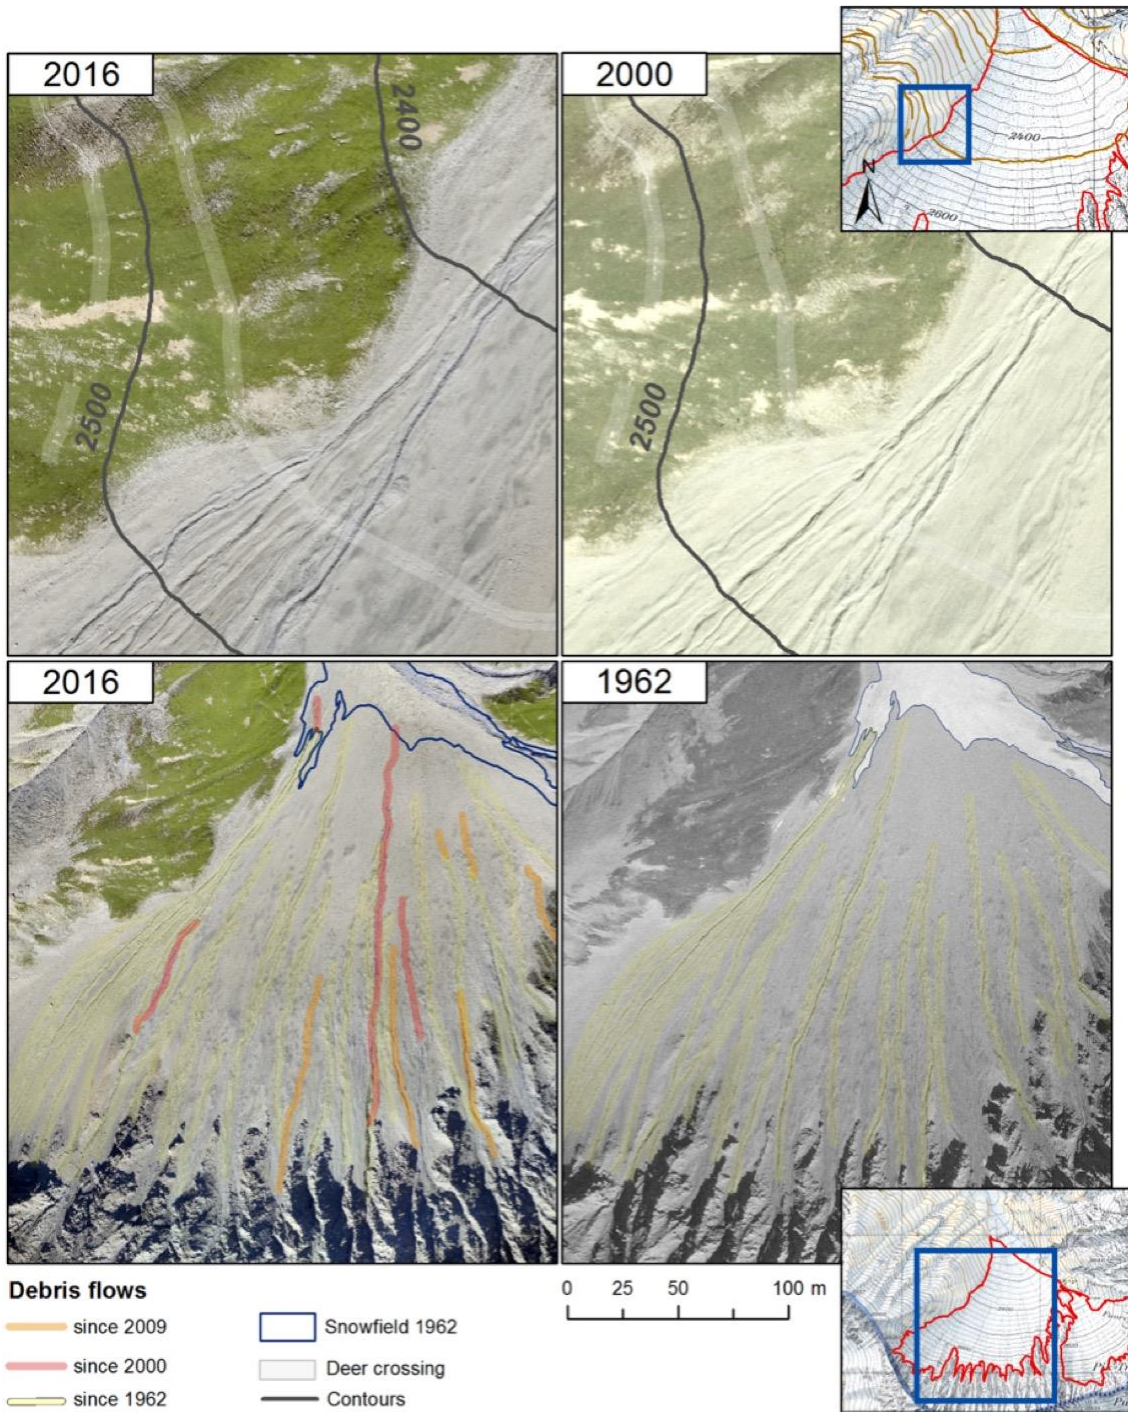 2016
2000
2400
2500
2500
N
2400
2600
2016
1962
Debris flows
since 2009
since 2000
since 1962
Snowfield 1962
Deer crossing
Contours
0 25 50 100 m